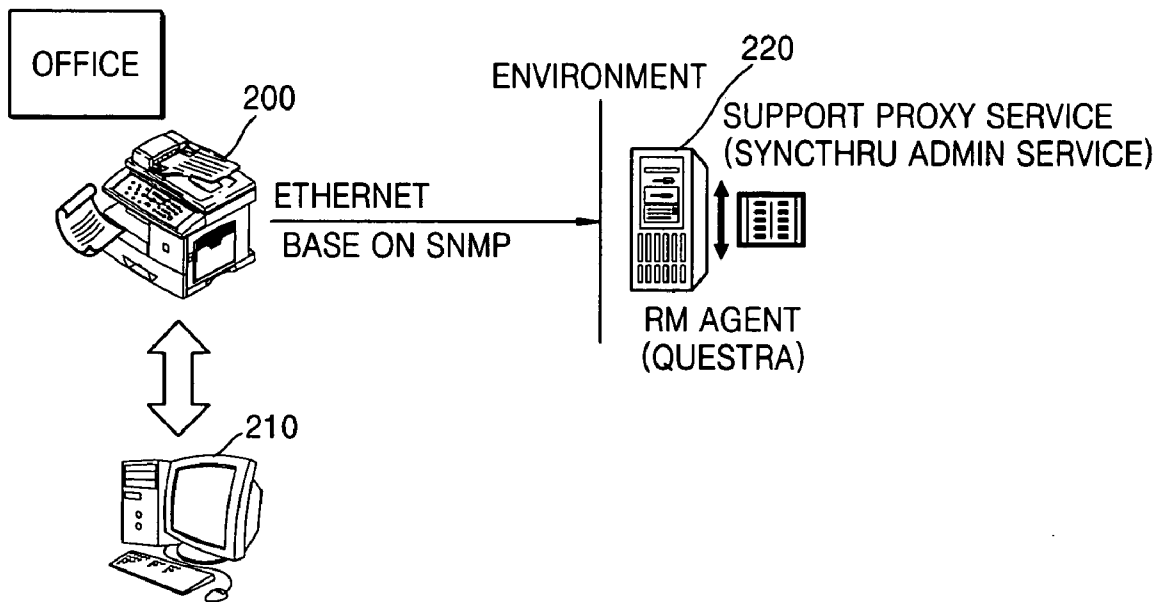 OFFICE
200
ENVIRONMENT
220
SUPPORT PROXY SERVICE
(SYNCTHRU ADMIN SERVICE)
ETHERNET
BASE ON SNMP
RM AGENT
(QUESTRA)
210